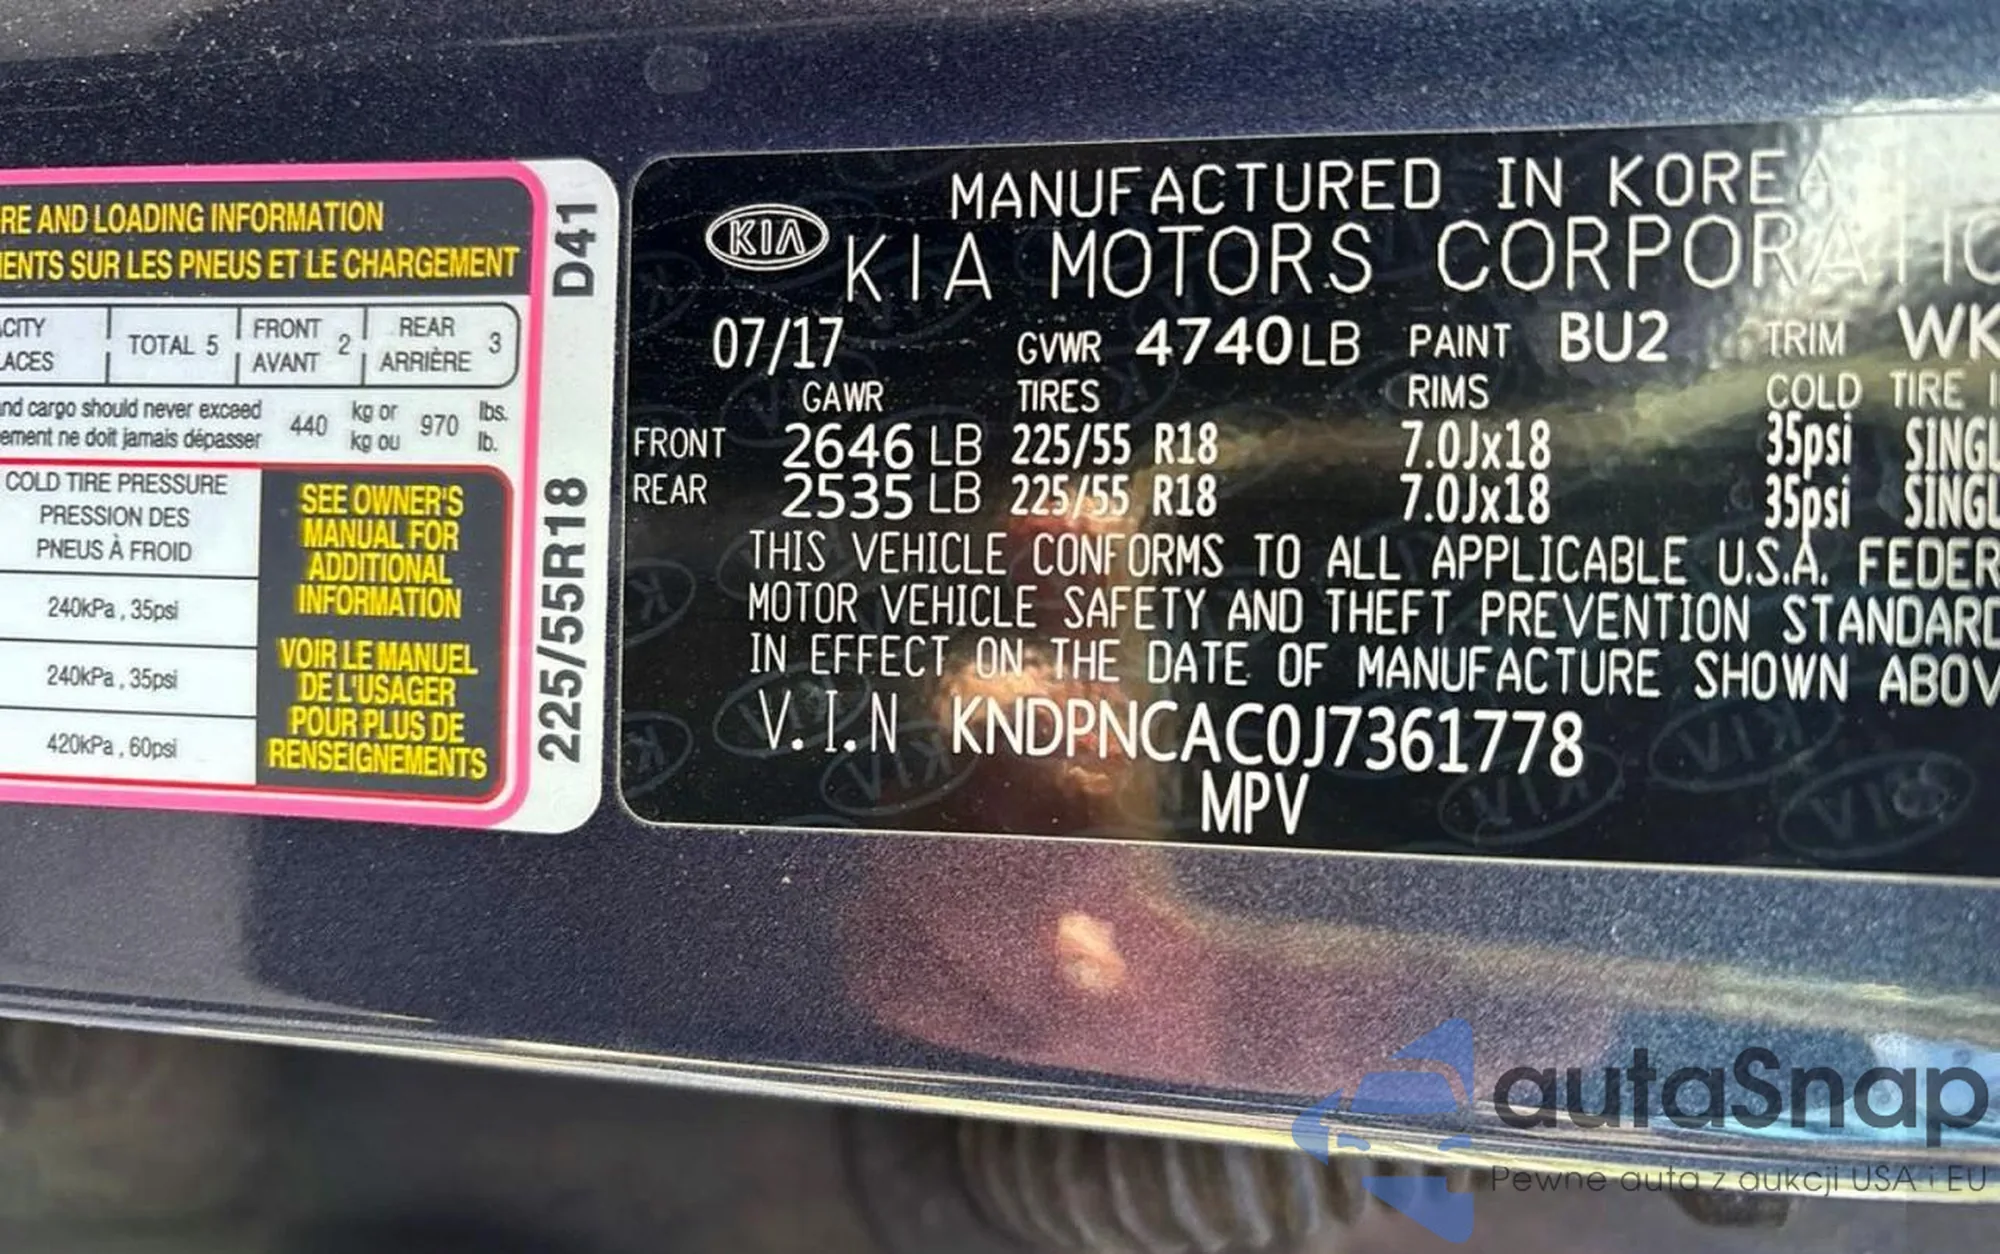 RE AND LOADING INFORMATION
ENTS SUR LES PNEUS ET LE CHARGEMENT
ACITY
LACES
TOTAL 5
FRONT
AVANT
2
REAR
ARRIÈRE
3
nd cargo should never exceed
ement ne doit jamais dépasser
440
kg or
kg ou
970
lbs.
lb.
COLD TIRE PRESSURE
PRESSION DES
PNEUS À FROID
240kPa, 35psi
240kPa, 35psi
420kPa, 60psi
SEE OWNER'S
MANUAL FOR
ADDITIONAL
INFORMATION
VOIR LE MANUEL
DE L'USAGER
POUR PLUS DE
RENSEIGNEMENTS
D41
225/55R18
MANUFACTURED IN KOREA
KIA KIA MOTORS CORPORATIO
07/17 GVWR 4740LB PAINT BU2 TRIM WK
GAWR TIRES RIMS COLD TIRE I
FRONT 2646 LB 225/55 R18 7.0Jx18 35psi SINGL
REAR 2535 LB 225/55 R18 7.0Jx18 35psi SINGL
THIS VEHICLE CONFORMS TO ALL APPLICABLE U.S.A. FEDER
MOTOR VEHICLE SAFETY AND THEFT PREVENTION STANDARD
IN EFFECT ON THE DATE OF MANUFACTURE SHOWN ABOV
V.I.N KNDPNCAC0J7361778
MPV
autaSnap
Pewne auta z aukcji USA i EU